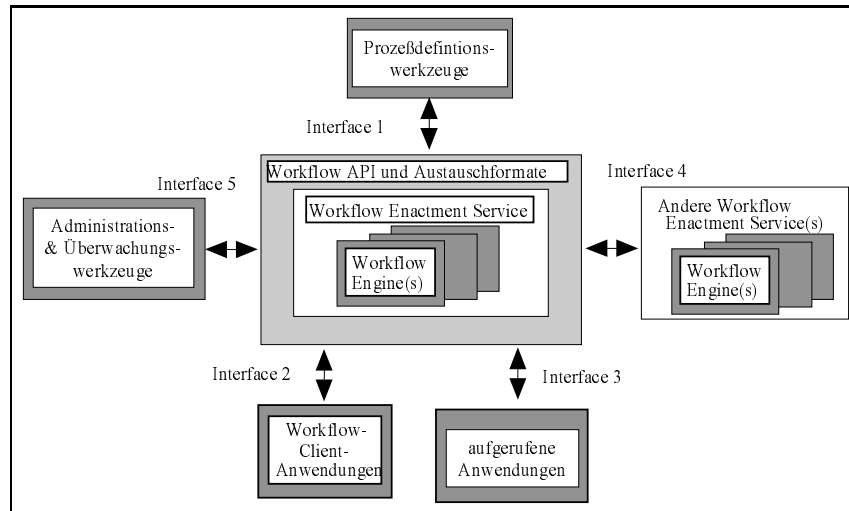 Prozeßdefintions-
werkzeuge
Interface 1
Workflow API und Austauschformate
Interface 5
Interface 4
Workflow Enactment Service
Workflow
Engine(s)
Administrations-
& Überwachungs-
werkzeuge
Andere Workflow
Enactment Service(s)
Workflow
Engine(s)
Interface 2
Interface 3
Workflow-
Client-
Anwendungen
aufgerufene
Anwendungen